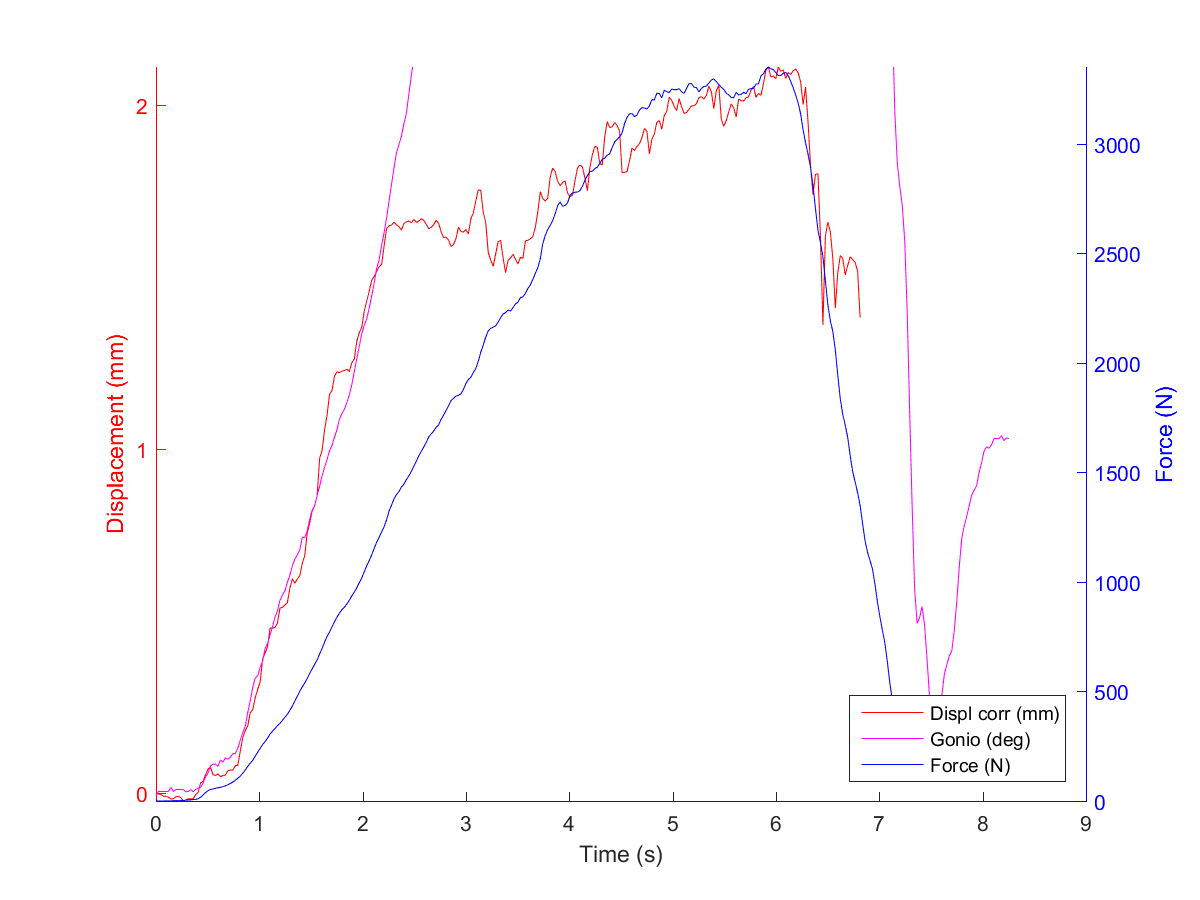 2
1
0
Displacement (mm)
3000
2500
2000
1500
1000
500
0
Force (N)
Displ corr (mm)
Gonio (deg)
Force (N)
0 1 2 3 4 5 6 7 8 9
Time (s)